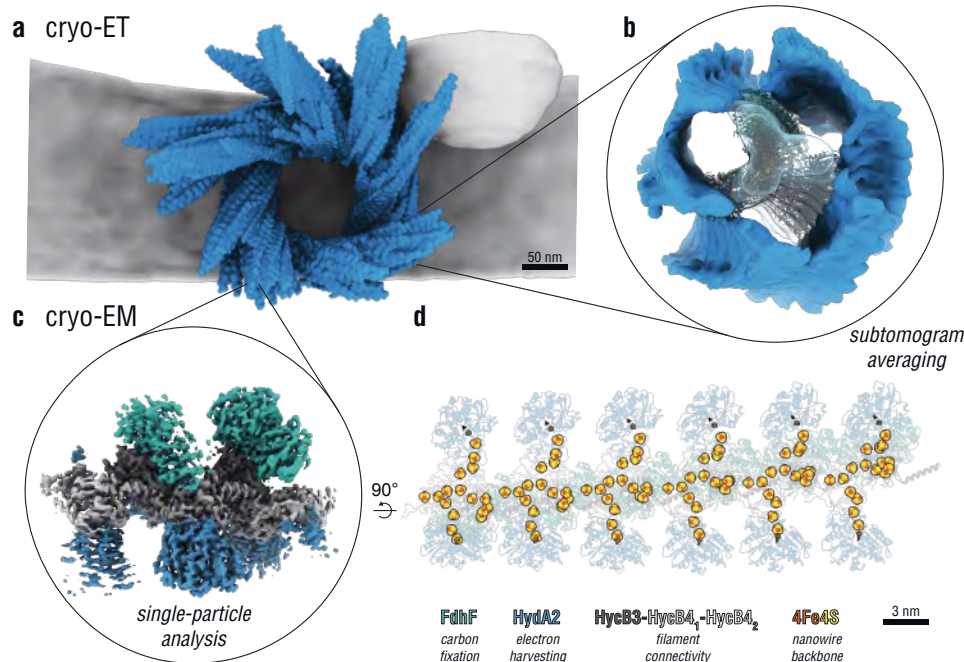 a cryo-ET
b
50 nm
c cryo-EM
d
subtomogram
averaging
90°
single-particle
analysis
FdhF HydA2 HycB3-HycB4₁-HycB4₂ 4Fe4S 3 nm
carbon electron filament nanowire
fixation harvesting connectivity backbone